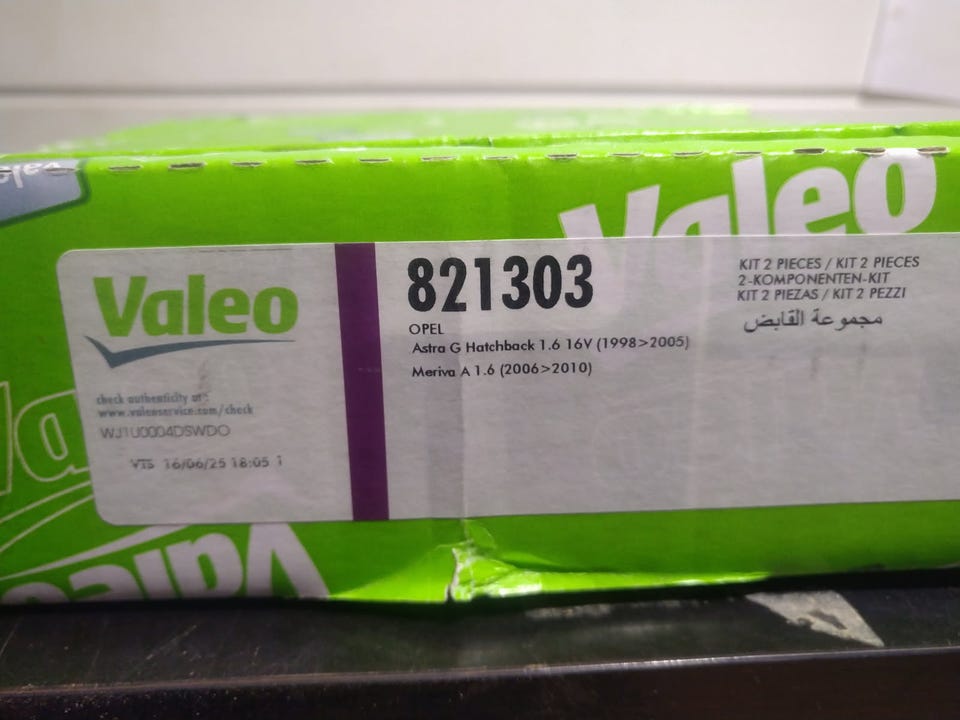 Valeo
Valeo
check authenticity at:
www.valeoservice.com/check
WJ1U0004DSWDO
VTS 16/06/25 18:05 1
821303
OPEL
Astra G Hatchback 1.6 16V (1998>2005)
Meriva A 1.6 (2006>2010)
KIT 2 PIECES / KIT 2 PIECES
2-KOMPONENTEN-KIT
KIT 2 PIEZAS / KIT 2 PEZZI
مجموعة القابض
Valeo